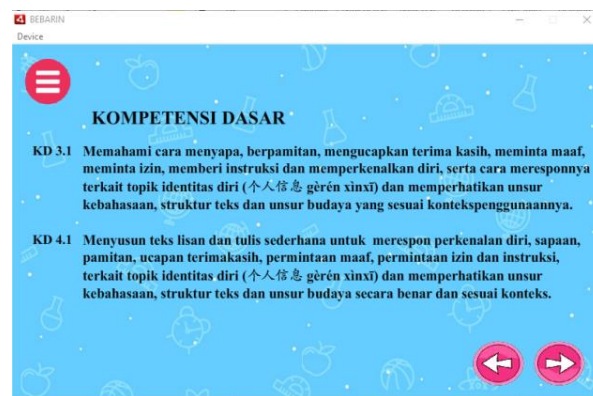 BEBARIN
Device
KOMPETENSI DASAR
KD 3.1 Memahami cara menyapa, berpamitan, mengucapkan terima kasih, meminta maaf,
meminta izin, memberi instruksi dan memperkenalkan diri, serta cara meresponnya
terkait topik identitas diri (个人信息 gèrén xìnxī) dan memperhatikan unsur
kebahasaan, struktur teks dan unsur budaya yang sesuai kontekspenggunaannya.
KD 4.1 Menyusun teks lisan dan tulis sederhana untuk merespon perkenalan diri, sapaan,
pamitan, ucapan terimakasih, permintaan maaf, permintaan izin dan instruksi,
terkait topik identitas diri (个人信息 gèrén xìnxī) dan memperhatikan unsur
kebahasaan, struktur teks dan unsur budaya secara benar dan sesuai konteks.